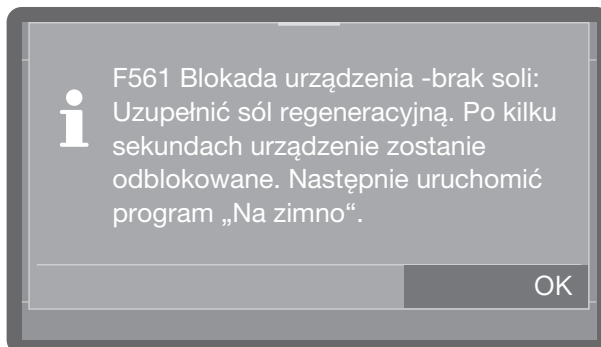 F561 Blokada urządzenia -brak soli:
Uzupełnić sól regeneracyjną. Po kilku
sekundach urządzenie zostanie
odblokowane. Następnie uruchomić
program „Na zimno“.
OK